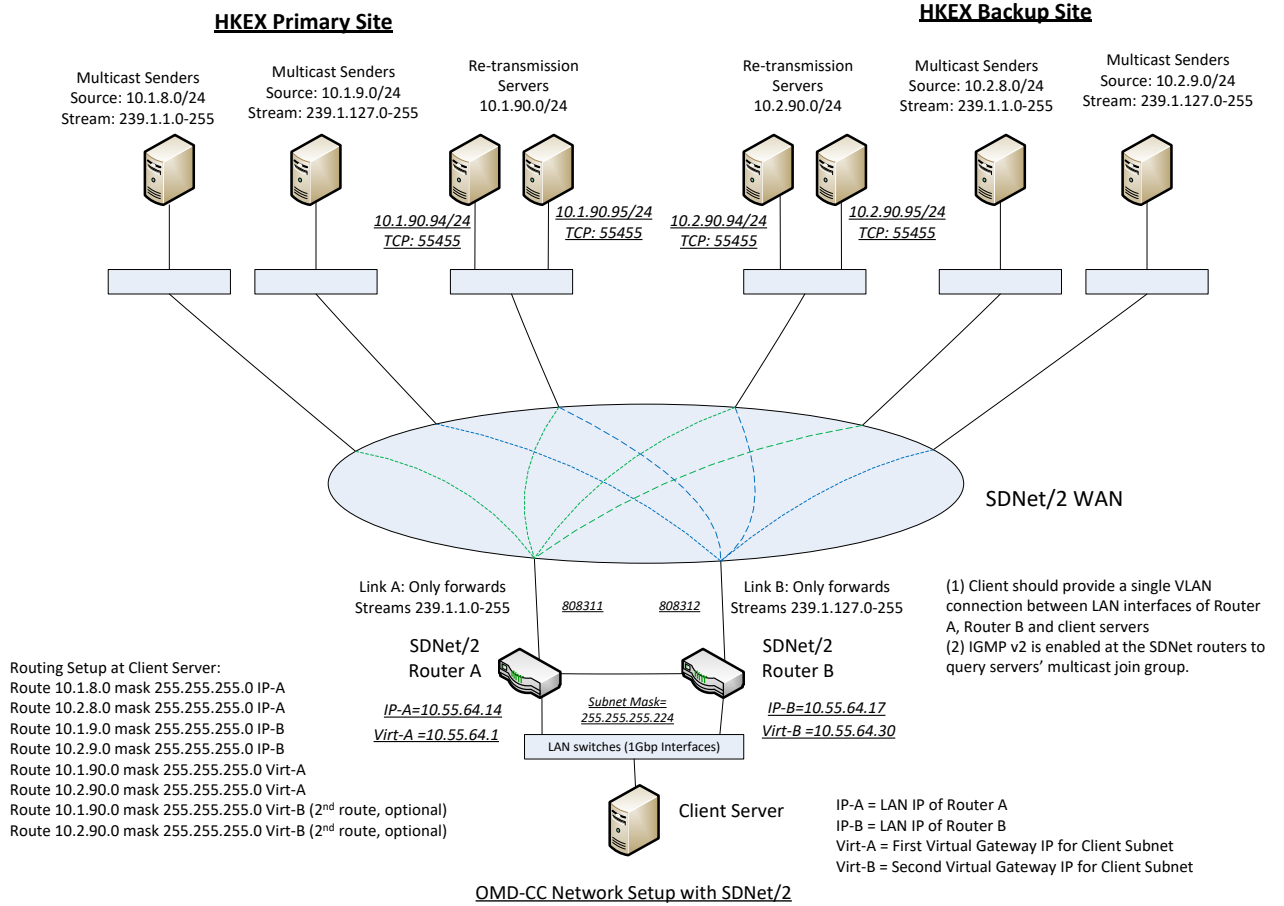 HKEX Primary Site
HKEX Backup Site
Multicast Senders
Source: 10.1.8.0/24
Stream: 239.1.1.0-255
Multicast Senders
Source: 10.1.9.0/24
Stream: 239.1.127.0-255
Re-transmission
Servers
10.1.90.0/24
Re-transmission
Servers
10.2.90.0/24
Multicast Senders
Source: 10.2.8.0/24
Stream: 239.1.1.0-255
Multicast Senders
Source: 10.2.9.0/24
Stream: 239.1.127.0-255
10.1.90.94/24
TCP: 55455
10.1.90.95/24
TCP: 55455
10.2.90.94/24
TCP: 55455
10.2.90.95/24
TCP: 55455
SDNet/2 WAN
Link A: Only forwards
Streams 239.1.1.0-255
808311
808312
Link B: Only forwards
Streams 239.1.127.0-255
(1) Client should provide a single VLAN
connection between LAN interfaces of Router
A, Router B and client servers
(2) IGMP v2 is enabled at the SDNet routers to
query servers' multicast join group.
SDNet/2
Router A
SDNet/2
Router B
IP-A=10.55.64.14
Virt-A =10.55.64.1
Subnet Mask=
255.255.255.224
IP-B=10.55.64.17
Virt-B =10.55.64.30
LAN switches (1Gbp Interfaces)
Client Server
Routing Setup at Client Server:
Route 10.1.8.0 mask 255.255.255.0 IP-A
Route 10.2.8.0 mask 255.255.255.0 IP-A
Route 10.1.9.0 mask 255.255.255.0 IP-B
Route 10.2.9.0 mask 255.255.255.0 IP-B
Route 10.1.90.0 mask 255.255.255.0 Virt-A
Route 10.2.90.0 mask 255.255.255.0 Virt-A
Route 10.1.90.0 mask 255.255.255.0 Virt-B (2nd route, optional)
Route 10.2.90.0 mask 255.255.255.0 Virt-B (2nd route, optional)
IP-A = LAN IP of Router A
IP-B = LAN IP of Router B
Virt-A = First Virtual Gateway IP for Client Subnet
Virt-B = Second Virtual Gateway IP for Client Subnet
OMD-CC Network Setup with SDNet/2